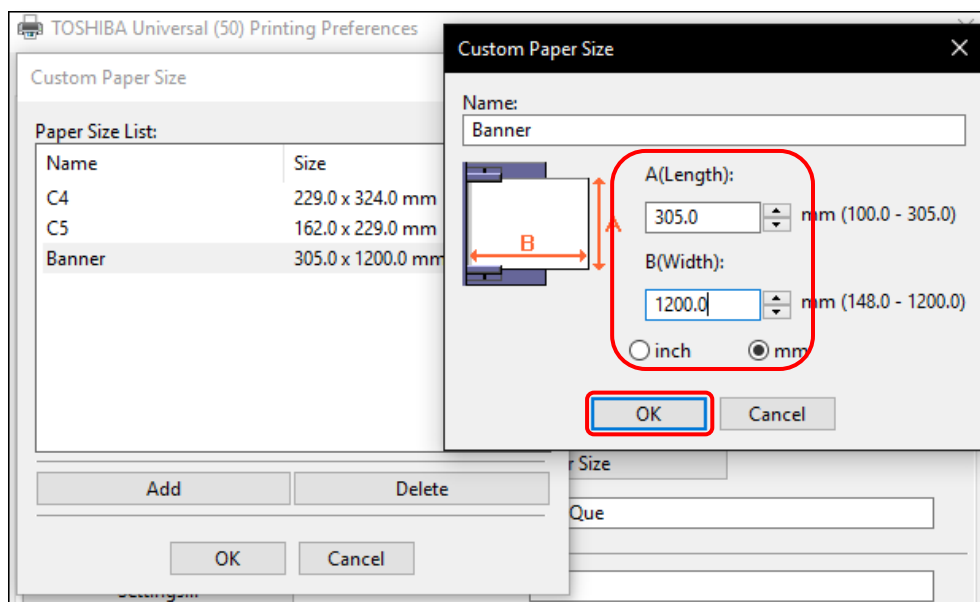 TOSHIBA Universal (50) Printing Preferences
Custom Paper Size
Paper Size List:
Name Size
C4 229.0 x 324.0 mm
C5 162.0 x 229.0 mm
Banner 305.0 x 1200.0 mm
Add Delete
OK Cancel
Custom Paper Size
Name:
Banner
A
B
A(Length):
305.0 mm (100.0 - 305.0)
B(Width):
1200.0 mm (148.0 - 1200.0)
inch mm
OK Cancel
r Size
Que
Settings...